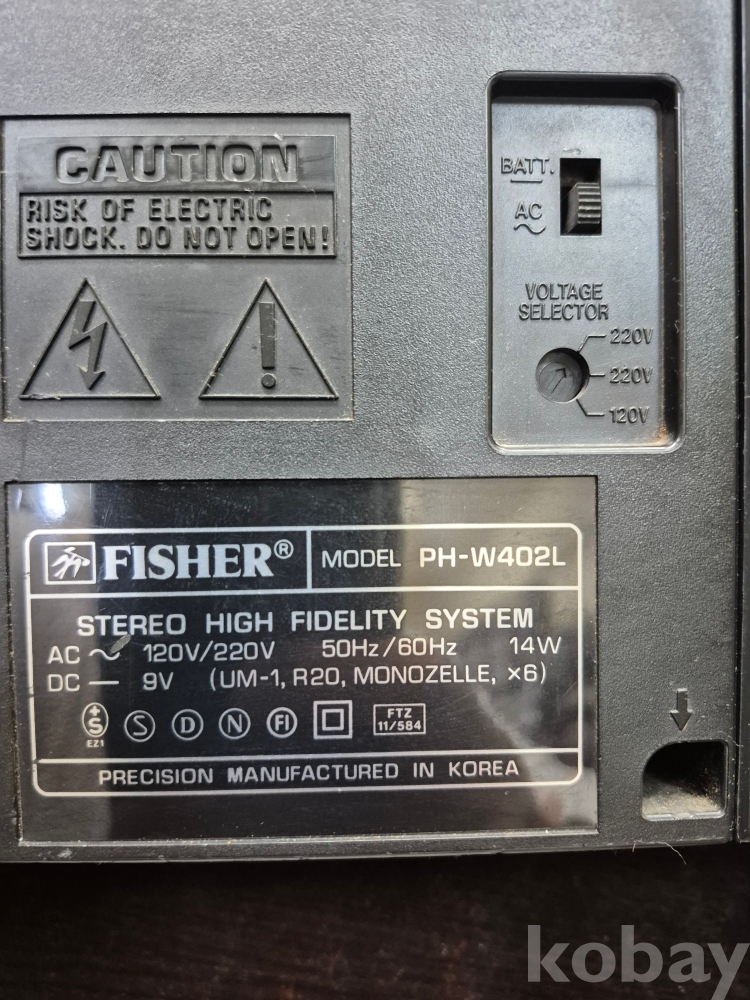 CAUTION
RISK OF ELECTRIC
SHOCK. DO NOT OPEN!
BATT.
AC
VOLTAGE
SELECTOR
220V
220V
120V
FISHER® MODEL PH-W402L
STEREO HIGH FIDELITY SYSTEM
AC ~ 120V/220V 50Hz/60Hz 14W
DC — 9V (UM-1, R20, MONOZELLE, ×6)
+S EZ1 S D N FI FTZ 11/584
PRECISION MANUFACTURED IN KOREA
kobay